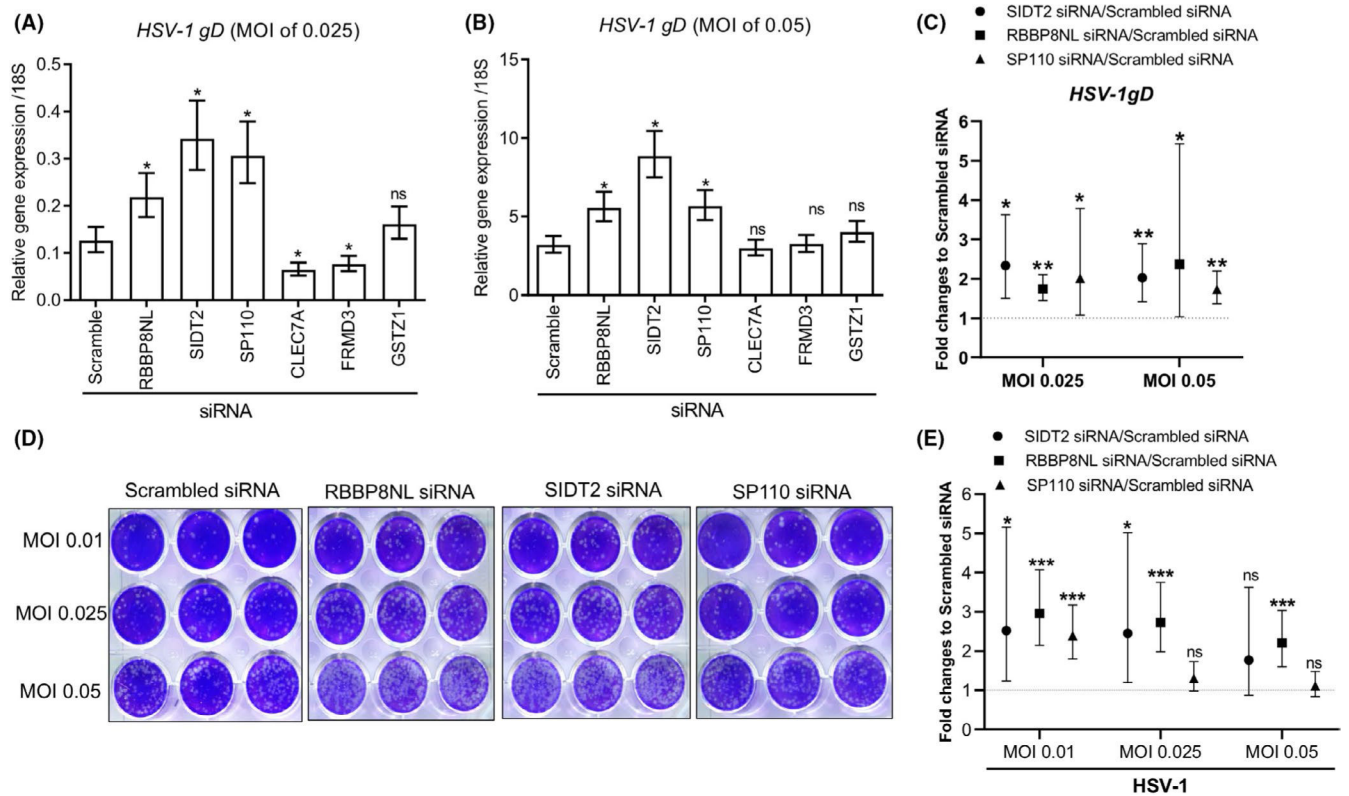 (A)
HSV-1 gD (MOI of 0.025)
Relative gene expression /18S
0.5
0.4
0.3
0.2
0.1
0.0
*
*
*
*
*
ns
Scramble
RBBP8NL
SIDT2
SP110
CLEC7A
FRMD3
GSTZ1
siRNA
(B)
HSV-1 gD (MOI of 0.05)
Relative gene expression /18S
15
10
5
0
*
*
*
ns
ns
ns
Scramble
RBBP8NL
SIDT2
SP110
CLEC7A
FRMD3
GSTZ1
siRNA
(C)
SIDT2 siRNA/Scrambled siRNA
RBBP8NL siRNA/Scrambled siRNA
SP110 siRNA/Scrambled siRNA
HSV-1gD
Fold changes to Scrambled siRNA
6
5
4
3
2
1
0
*
**
*
**
*
**
MOI 0.025
MOI 0.05
(D)
Scrambled siRNA
RBBP8NL siRNA
SIDT2 siRNA
SP110 siRNA
MOI 0.01
MOI 0.025
MOI 0.05
(E)
SIDT2 siRNA/Scrambled siRNA
RBBP8NL siRNA/Scrambled siRNA
SP110 siRNA/Scrambled siRNA
Fold changes to Scrambled siRNA
6
5
4
3
2
1
0
*
***
***
*
***
ns
ns
***
ns
MOI 0.01
MOI 0.025
MOI 0.05
HSV-1